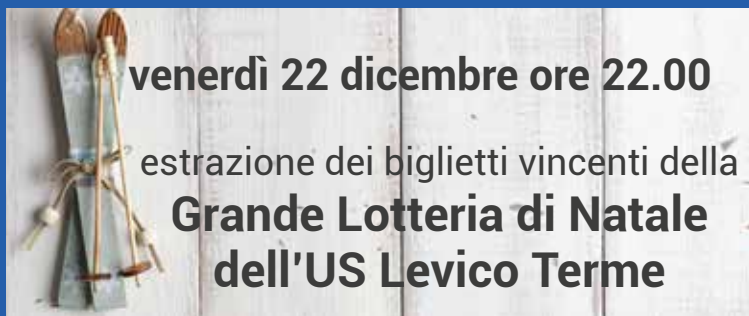 venerdì 22 dicembre ore 22.00
estrazione dei biglietti vincenti della
Grande Lotteria di Natale
dell'US Levico Terme